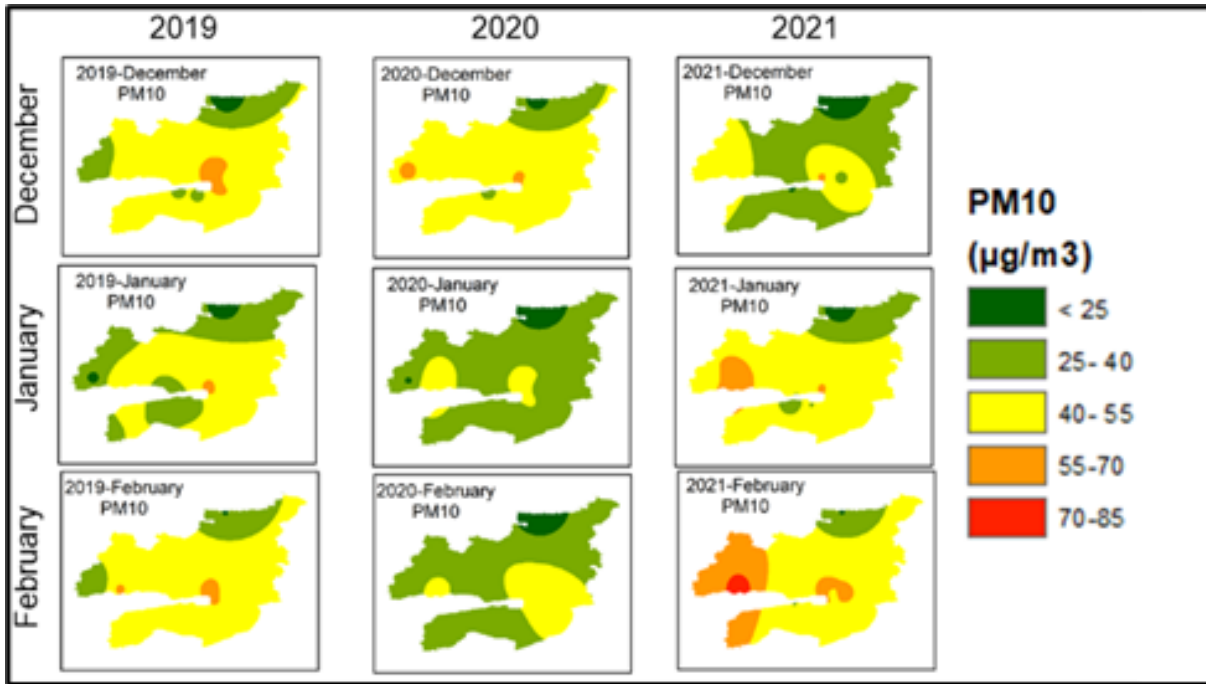 2019 2020 2021
December
2019-December
PM10
2020-December
PM10
2021-December
PM10
January
2019-January
PM10
2020-January
PM10
2021-January
PM10
February
2019-February
PM10
2020-February
PM10
2021-February
PM10
PM10
(µg/m3)
< 25
25- 40
40- 55
55-70
70-85